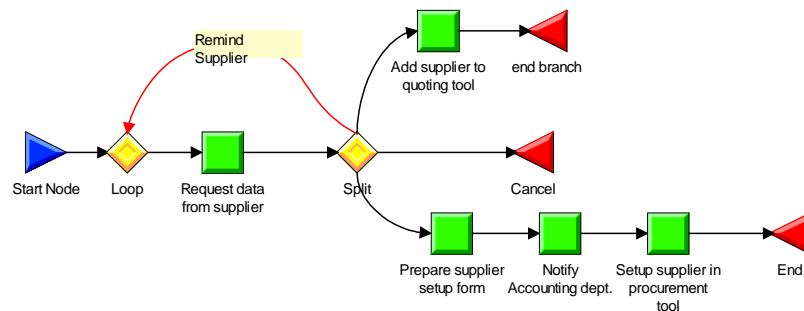 Remind
Supplier
Add supplier to
quoting tool
end branch
Start Node
Loop
Request data
from supplier
Split
Cancel
Prepare supplier
setup form
Notify
Accounting dept.
Setup supplier in
procurement
tool
End